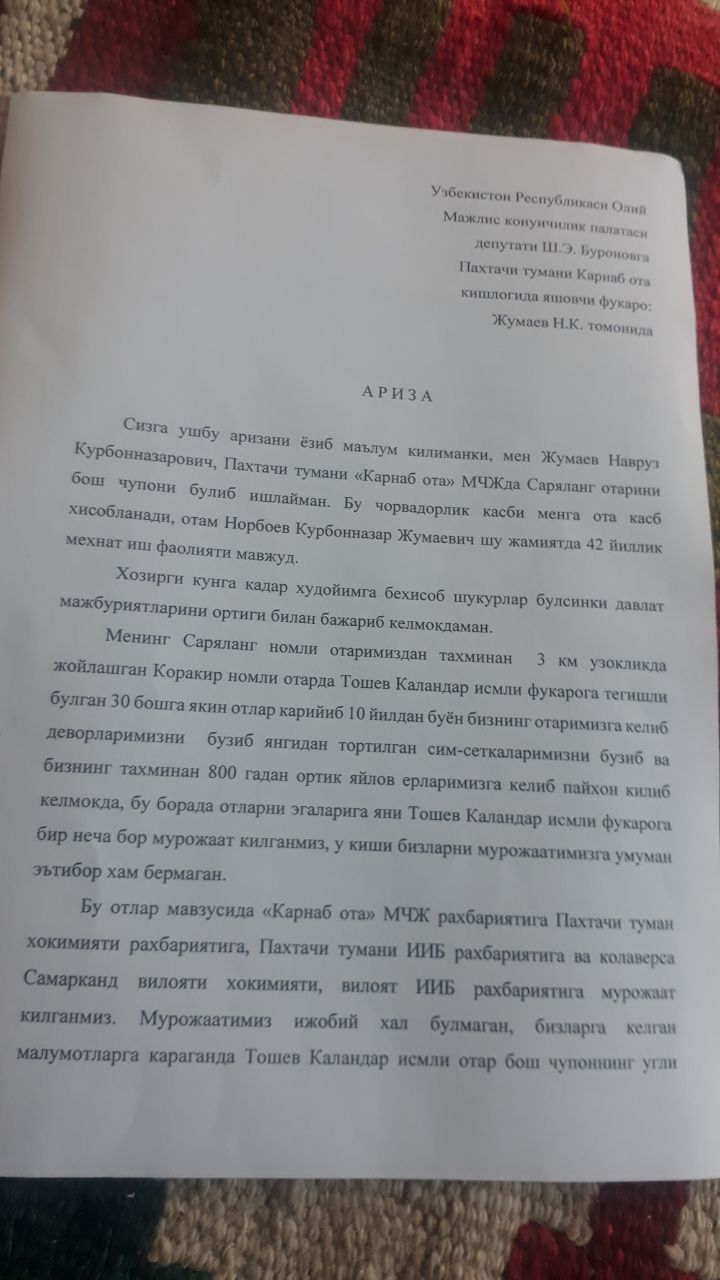 Узбекистон Республикаси Олий
Мажлис конунчилик палатаси
депутати Ш.Э. Буроновга
Пахтачи тумани Карнаб ота
кишлогида яшовчи фукаро:
Жумаев Н.К. томонида
А Р И З А
Сизга ушбу аризани ёзиб маълум килиманки, мен Жумаев Навруз
Курбонназарович, Пахтачи тумани «Карнаб ота» МЧЖда Саряланг отарини
бош чупони булиб ишлайман. Бу чорвадорлик касби менга ота касб
хисобланади, отам Норбоев Курбонназар Жумаевич шу жамиятда 42 йиллик
мехнат иш фаолияти мавжуд.
Хозирги кунга кадар худойимга бехисоб шукурлар булсинки давлат
мажбуриятларини ортиги билан бажариб келмокдаман.
Менинг Саряланг номли отаримиздан тахминан 3 км узокликда
жойлашган Коракир номли отарда Тошев Каландар исмли фукарога тегишли
булган 30 бошга якин отлар карийиб 10 йилдан буён бизнинг отаримизга келиб
деворларимизни бузиб янгидан тортилган сим-сеткаларимизни бузиб ва
бизнинг тахминан 800 гадан ортик яйлов ерларимизга келиб пайхон килиб
келмокда, бу борада отларни эгаларига яни Тошев Каландар исмли фукарога
бир неча бор мурожаат килганмиз, у киши бизларни мурожаатимизга умуман
эътибор хам бермаган.
Бу отлар мавзусида «Карнаб ота» МЧЖ рахбариятига Пахтачи туман
хокимияти рахбариятига, Пахтачи тумани ИИБ рахбариятига ва колаверса
Самарканд вилояти хокимияти, вилоят ИИБ рахбариятига мурожаат
килганмиз. Мурожаатимиз ижобий хал булмаган, бизларга келган
малумотларга караганда Тошев Каландар исмли отар бош чупоннинг угли